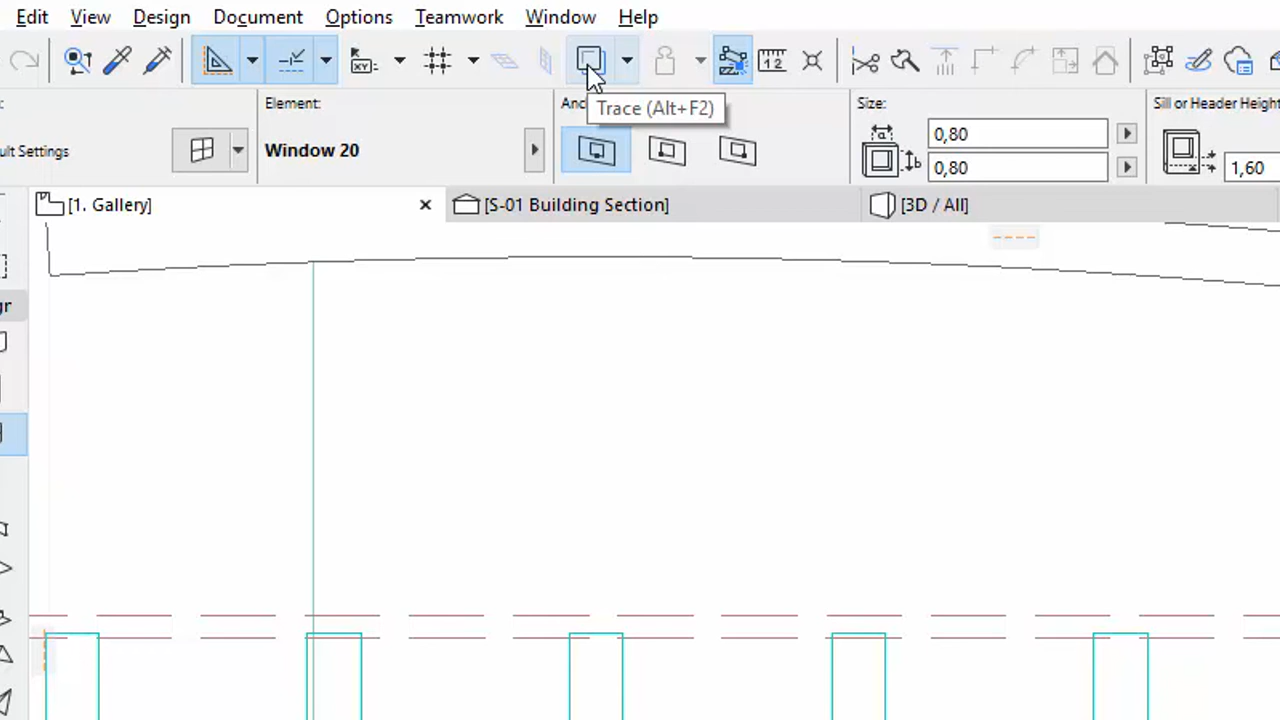 Edit View Design Document Options Teamwork Window Help
Trace (Alt+F2)
Element: Size: Sill or Header Height
ult Settings Window 20 0,80
0,80 1,60
[1. Gallery] [S-01 Building Section] [3D / All]
gr